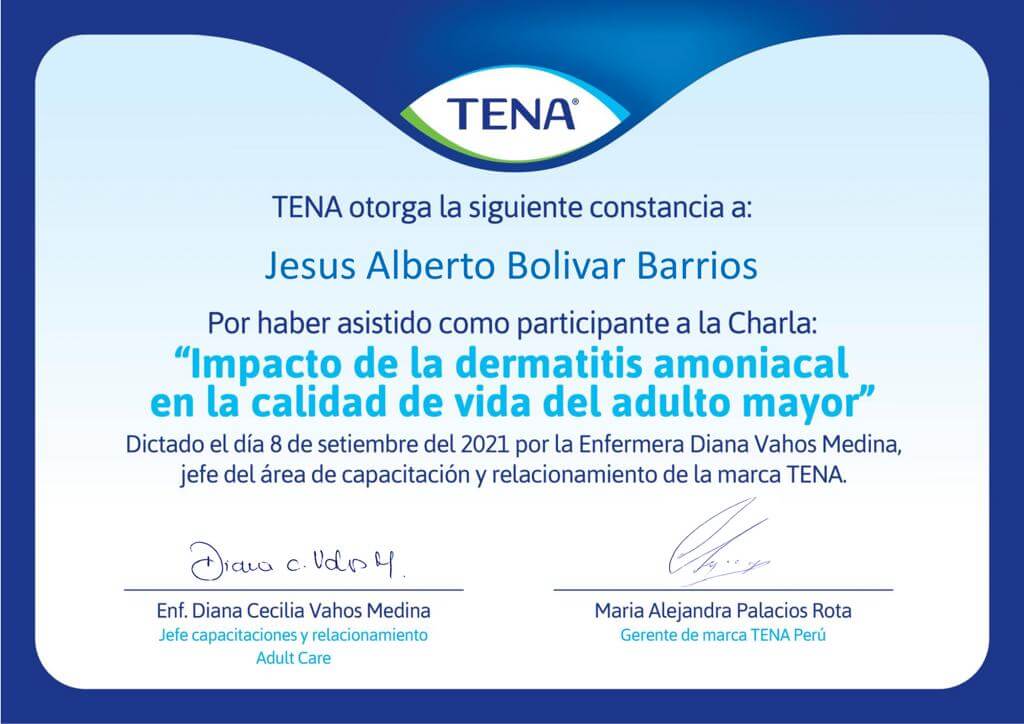 TENA®
TENA otorga la siguiente constancia a:
Jesus Alberto Bolivar Barrios
Por haber asistido como participante a la Charla:
“Impacto de la dermatitis amoniacal
en la calidad de vida del adulto mayor”
Dictado el día 8 de setiembre del 2021 por la Enfermera Diana Vahos Medina,
jefe del área de capacitación y relacionamiento de la marca TENA.
Diana C. Vahos M.
Enf. Diana Cecilia Vahos Medina
Jefe capacitaciones y relacionamiento
Adult Care
Maria Alejandra Palacios Rota
Gerente de marca TENA Perú